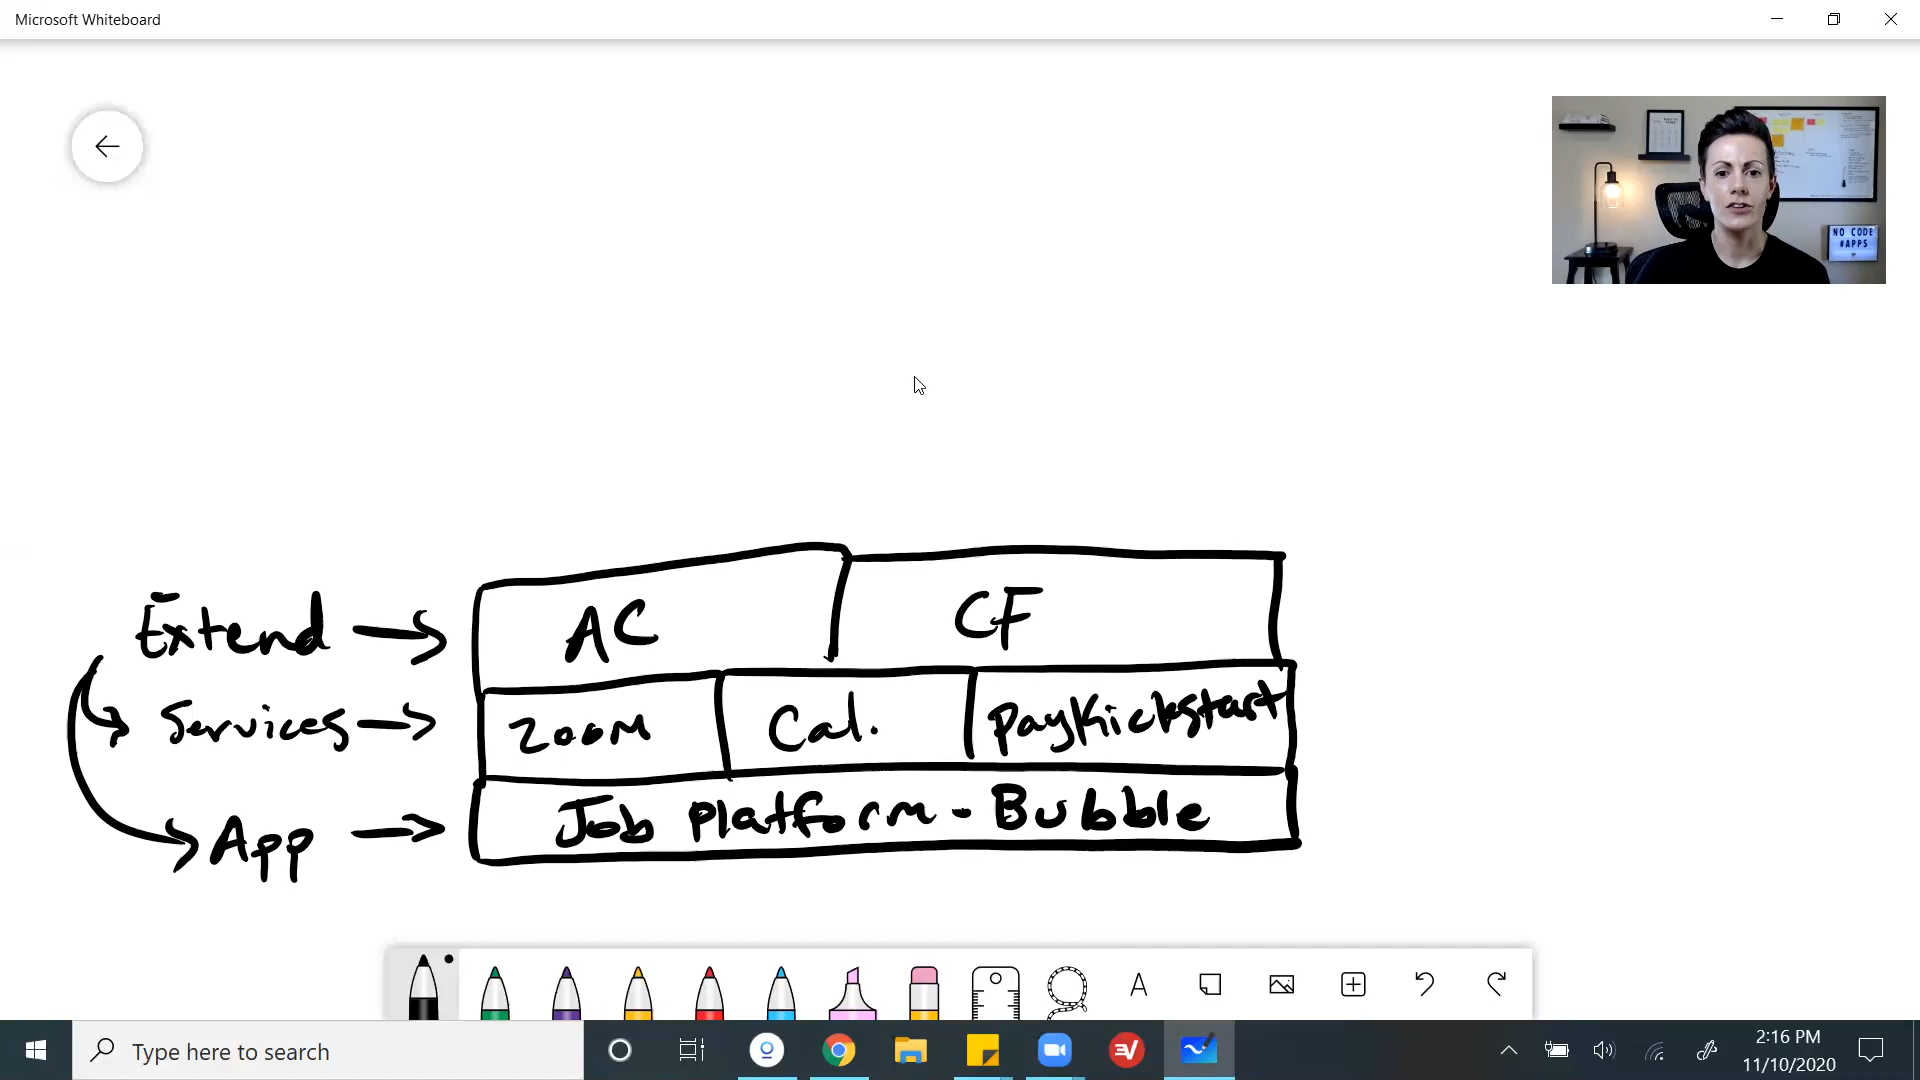 Microsoft Whiteboard
NO CODE
#APPS
Extend → AC CF
Services → Zoom Cal. PayKickstart
App → Job platform - Bubble
A
Type here to search
2:16 PM
11/10/2020